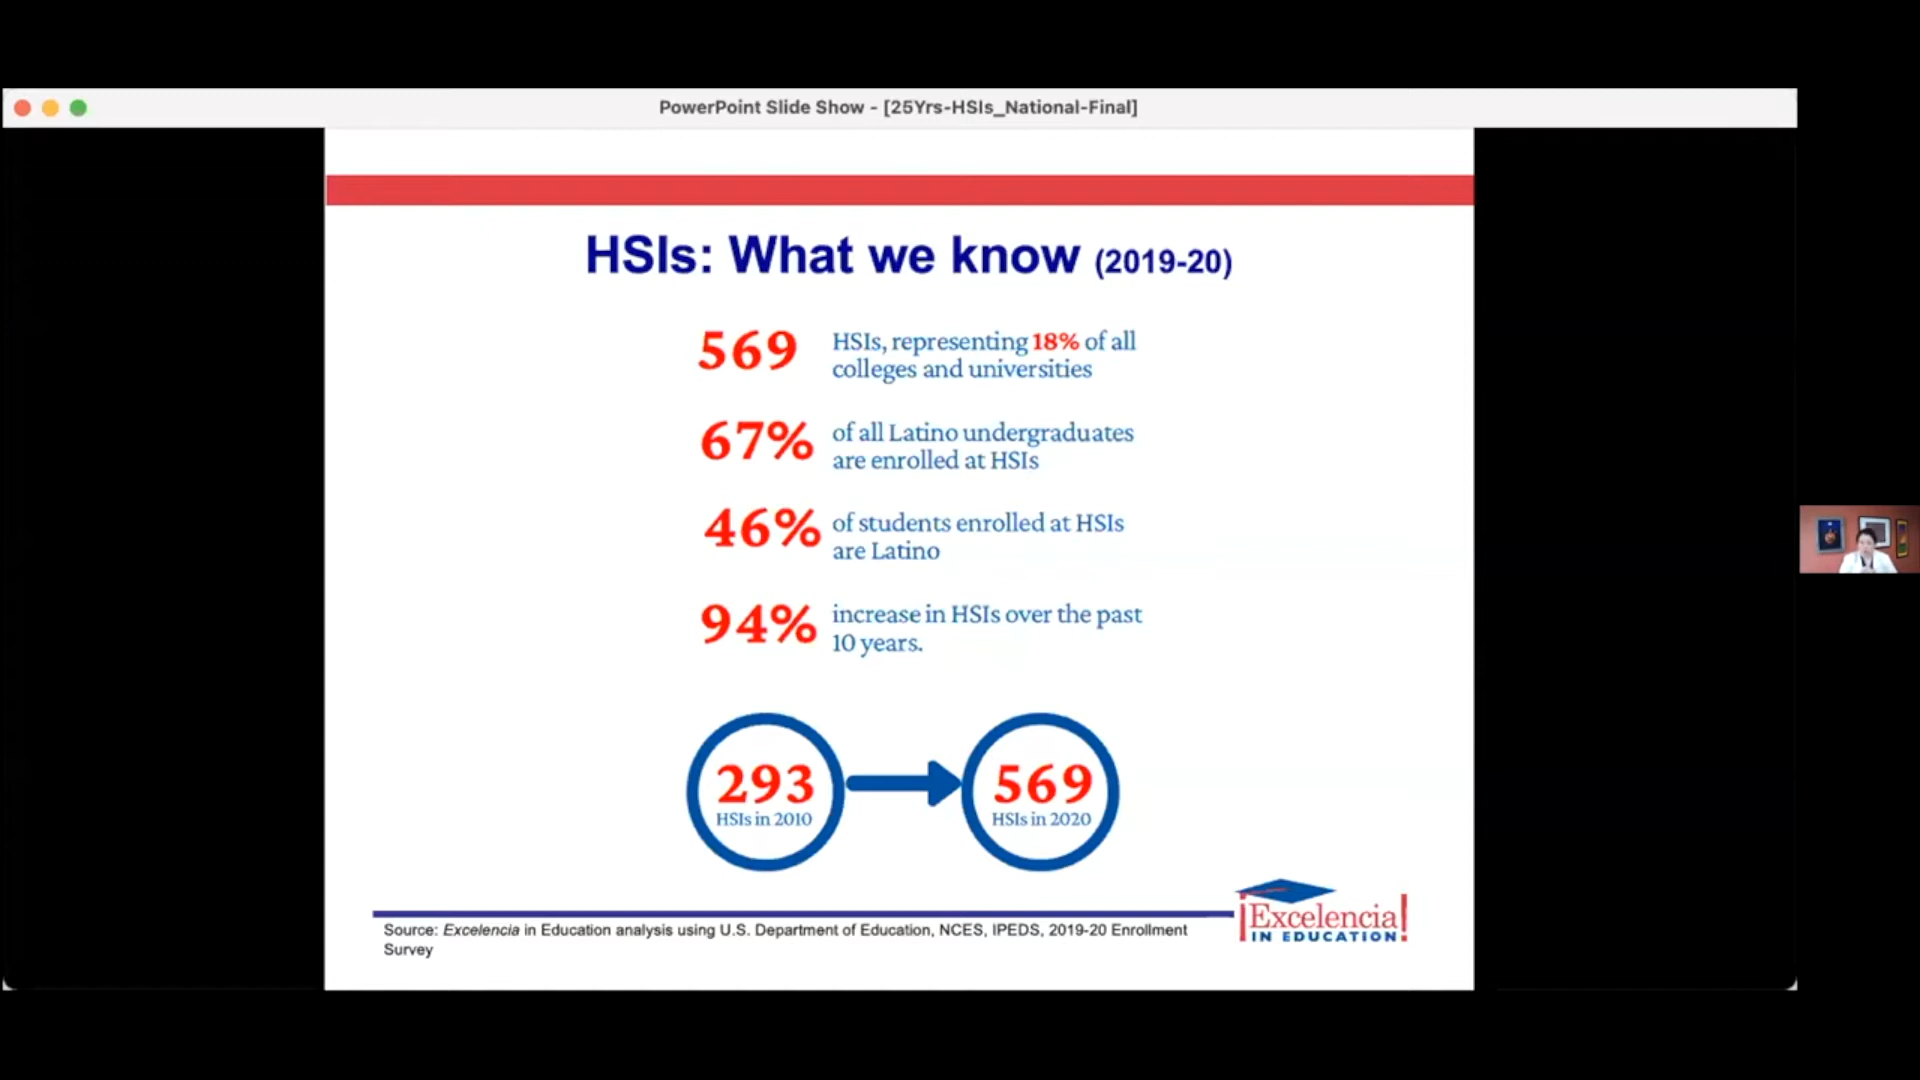 PowerPoint Slide Show - [25Yrs-HSIs_National-Final]
HSIs: What we know (2019-20)
569 HSIs, representing 18% of all
colleges and universities
67% of all Latino undergraduates
are enrolled at HSIs
46% of students enrolled at HSIs
are Latino
94% increase in HSIs over the past
10 years.
293
HSIs in 2010
569
HSIs in 2020
Source: Excelencia in Education analysis using U.S. Department of Education, NCES, IPEDS, 2019-20 Enrollment
Survey
¡Excelencia!
IN EDUCATION